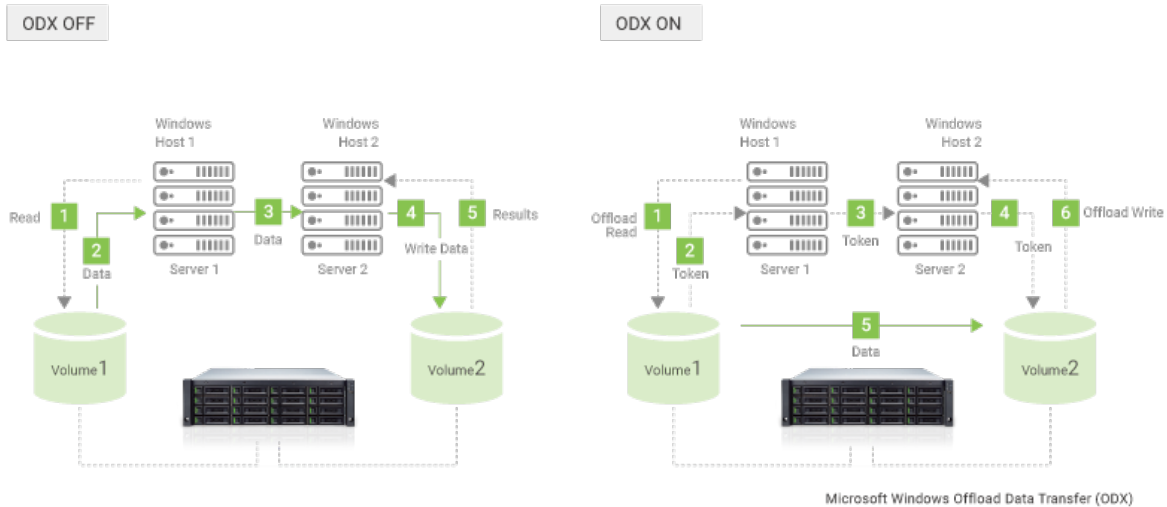 ODX OFF
Windows
Host 1
Windows
Host 2
Read
1
2
Data
3
Data
4
Write Data
5
Results
Server 1
Server 2
Volume1
Volume2
ODX ON
Windows
Host 1
Windows
Host 2
Offload
Read
1
2
Token
3
Token
4
Token
6
Offload Write
Server 1
Server 2
5
Data
Volume1
Volume2
Microsoft Windows Offload Data Transfer (ODX)